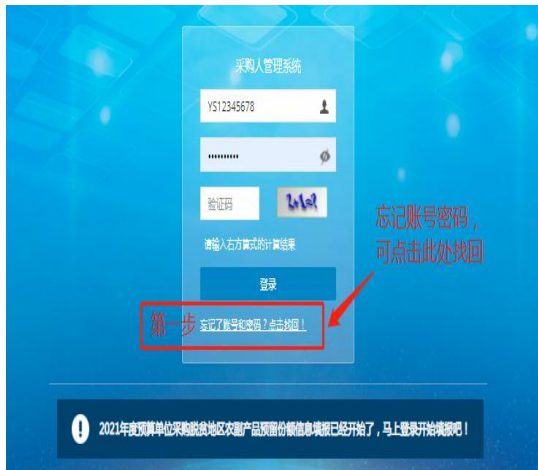 采购人管理系统
YS12345678
验证码
请输入右方算式的计算结果
忘记账号密码，
可点击此处找回
登录
第一步
忘记了账号和密码？点击找回！
2021年度预算单位采购脱贫地区农副产品预留份额信息填报已经开始了，马上登录开始填报吧！